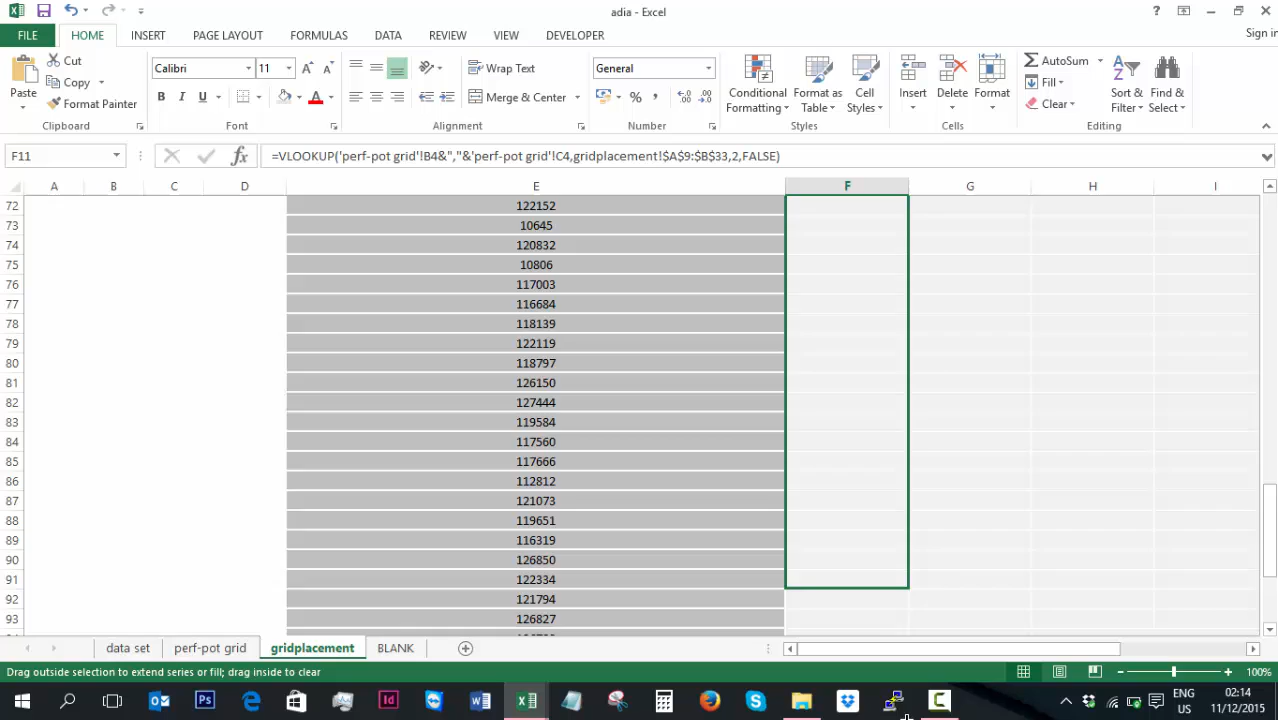 adia - Excel
?
FILE HOME INSERT PAGE LAYOUT FORMULAS DATA REVIEW VIEW DEVELOPER Sign in
Paste Cut Copy Format Painter Clipboard
Calibri 11 A A B I U A Font
Wrap Text Merge & Center Alignment
General % , Number
Conditional Formatting Format as Table Cell Styles Styles
Insert Delete Format Cells
AutoSum Fill Clear Sort & Filter Find & Select Editing
F11 fx =VLOOKUP('perf-pot grid'!B4&","&'perf-pot grid'!C4,gridplacement!$A$9:$B$33,2,FALSE)
A B C D E F G H I
72 122152
73 10645
74 120832
75 10806
76 117003
77 116684
78 118139
79 122119
80 118797
81 126150
82 127444
83 119584
84 117560
85 117666
86 112812
87 121073
88 119651
89 116319
90 126850
91 122334
92 121794
93 126827
data set perf-pot grid gridplacement BLANK
Drag outside selection to extend series or fill; drag inside to clear 100%
ENG 02:14
US 11/12/2015